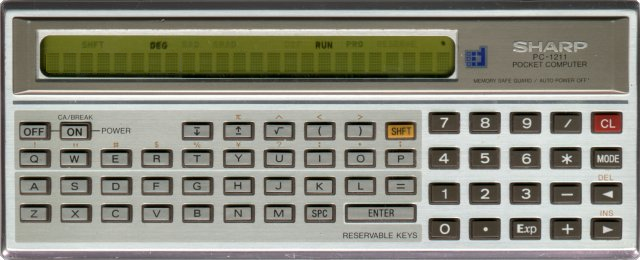 SHFT DEG RAD GRAD DEF RUN PRO RESERVE
SHARP
PC-1211
POCKET COMPUTER
MEMORY SAFE GUARD / AUTO POWER OFF
CA/BREAK π ^ < >
OFF ON POWER ↓ ↑ √ ( ) SHFT
! " # $ % ¥ ? : , ;
Q W E R T Y U I O P
A S D F G H J K L =
Z X C V B N M SPC ENTER
RESERVABLE KEYS
7 8 9 / CL
4 5 6 * MODE
DEL
1 2 3 − ◄
INS
0 • Exp + ►